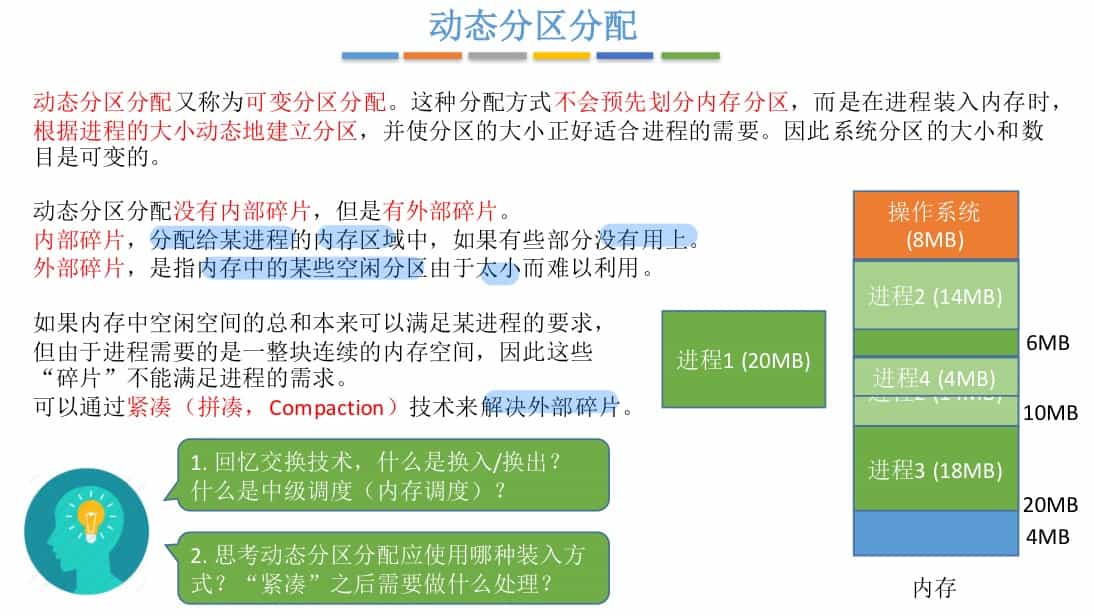 动态分区分配
动态分区分配又称为可变分区分配。这种分配方式不会预先划分内存分区，而是在进程装入内存时，
根据进程的大小动态地建立分区，并使分区的大小正好适合进程的需要。因此系统分区的大小和数
目是可变的。
动态分区分配没有内部碎片，但是有外部碎片。
内部碎片，分配给某进程的内存区域中，如果有些部分没有用上。
外部碎片，是指内存中的某些空闲分区由于太小而难以利用。
如果内存中空闲空间的总和本来可以满足某进程的要求，
但由于进程需要的是一整块连续的内存空间，因此这些
“碎片”不能满足进程的需求。
可以通过紧凑（拼凑，Compaction）技术来解决外部碎片。
1. 回忆交换技术，什么是换入/换出？
什么是中级调度（内存调度）？
2. 思考动态分区分配应使用哪种装入方
式？“紧凑”之后需要做什么处理？
进程1 (20MB)
操作系统
(8MB)
进程2 (14MB)
6MB
进程4 (4MB)
进程2 (14MB)
10MB
进程3 (18MB)
20MB
4MB
内存